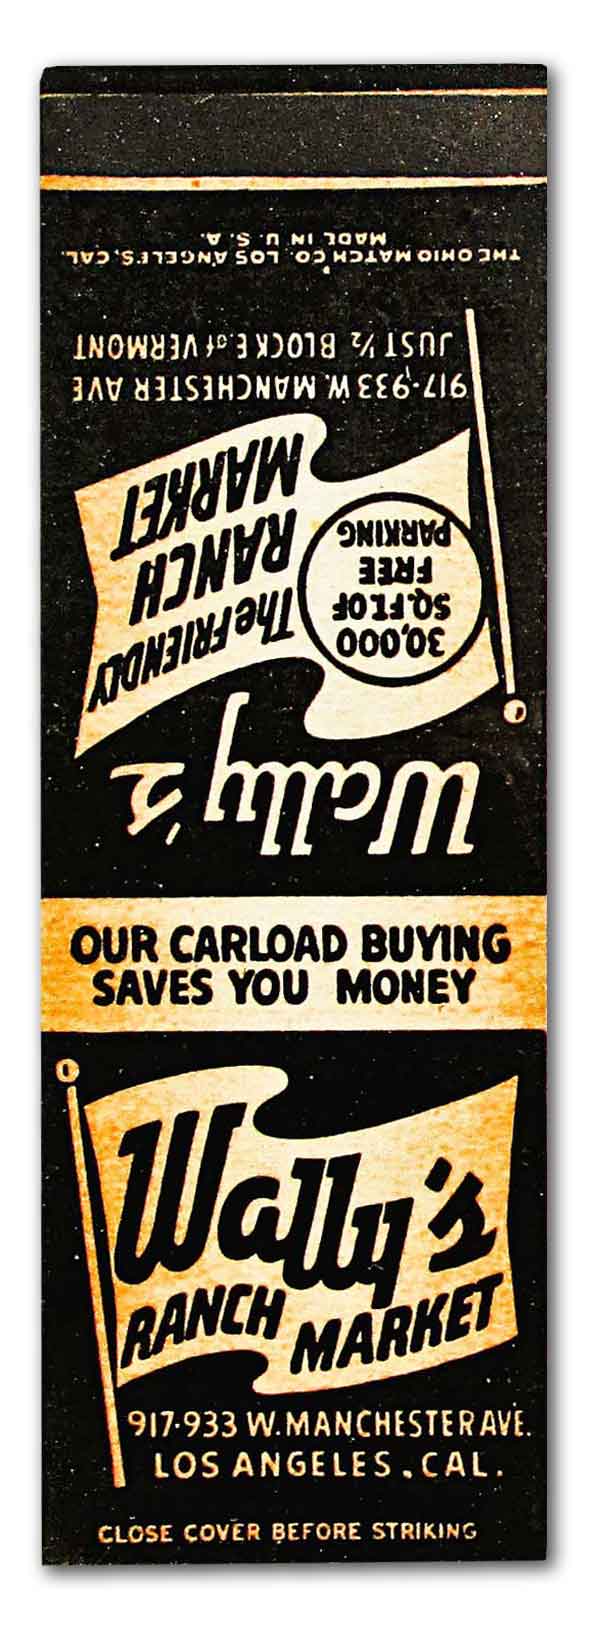 THE OHIO MATCH CO. LOS ANGELES, CAL.
MADE IN U. S. A.
Wally's
The FRIENDLY
RANCH
MARKET
30,000
SQ. FT. OF
FREE
PARKING
917-933 W. MANCHESTER AVE
JUST ½ BLOCK E. of VERMONT
OUR CARLOAD BUYING
SAVES YOU MONEY
Wally's
RANCH MARKET
917-933 W. MANCHESTER AVE.
LOS ANGELES, CAL.
CLOSE COVER BEFORE STRIKING